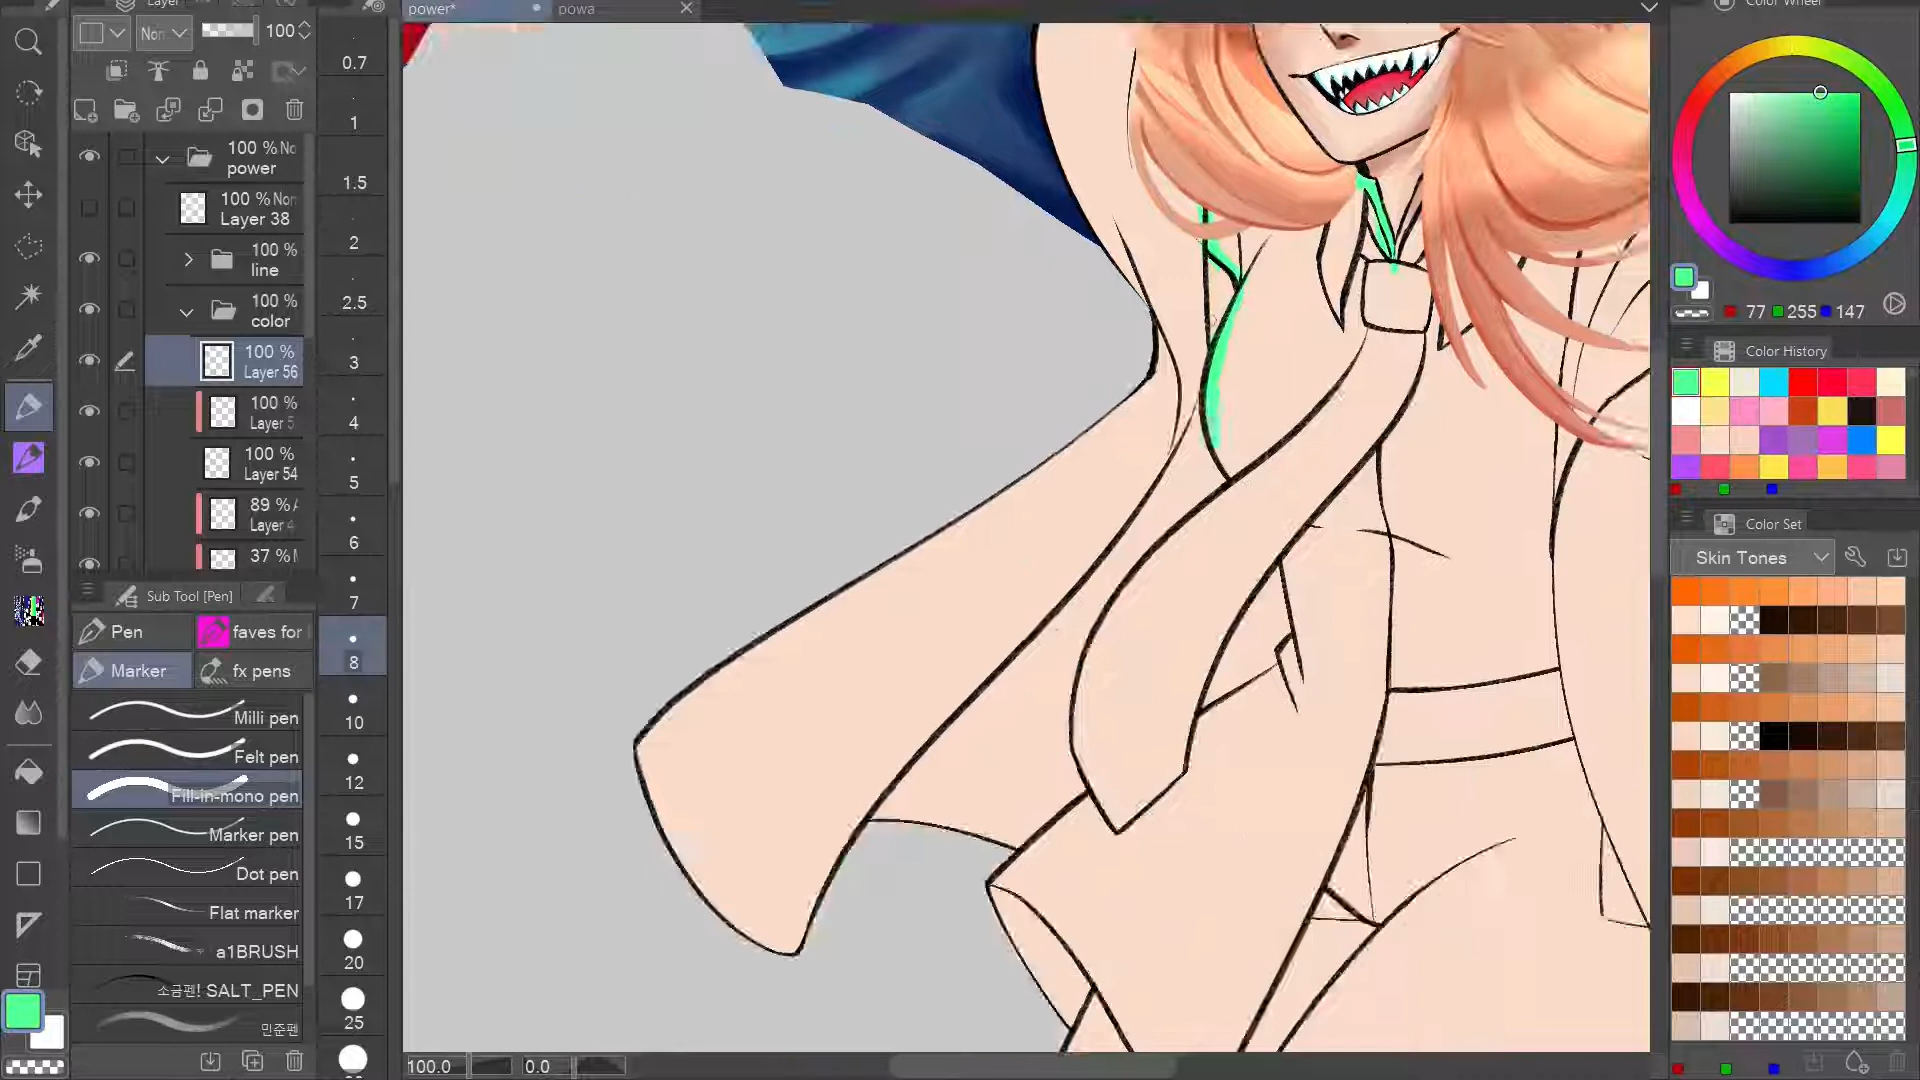 Layer
power*
powa
Color Wheel
Non
100
100 % No
power
100 % Non
Layer 38
100 %
line
100 %
color
100 %
Layer 56
100 %
Layer 5
100 %
Layer 54
89 %
Layer 4
37 %
Sub Tool [Pen]
Pen
faves for
Marker
fx pens
Milli pen
Felt pen
Fill-in-mono pen
Marker pen
Dot pen
Flat marker
a1BRUSH
소금펜! SALT_PEN
민준펜
0.7
1
1.5
2
2.5
3
4
5
6
7
8
10
12
15
17
20
25
100.0
0.0
77 255 147
Color History
Color Set
Skin Tones